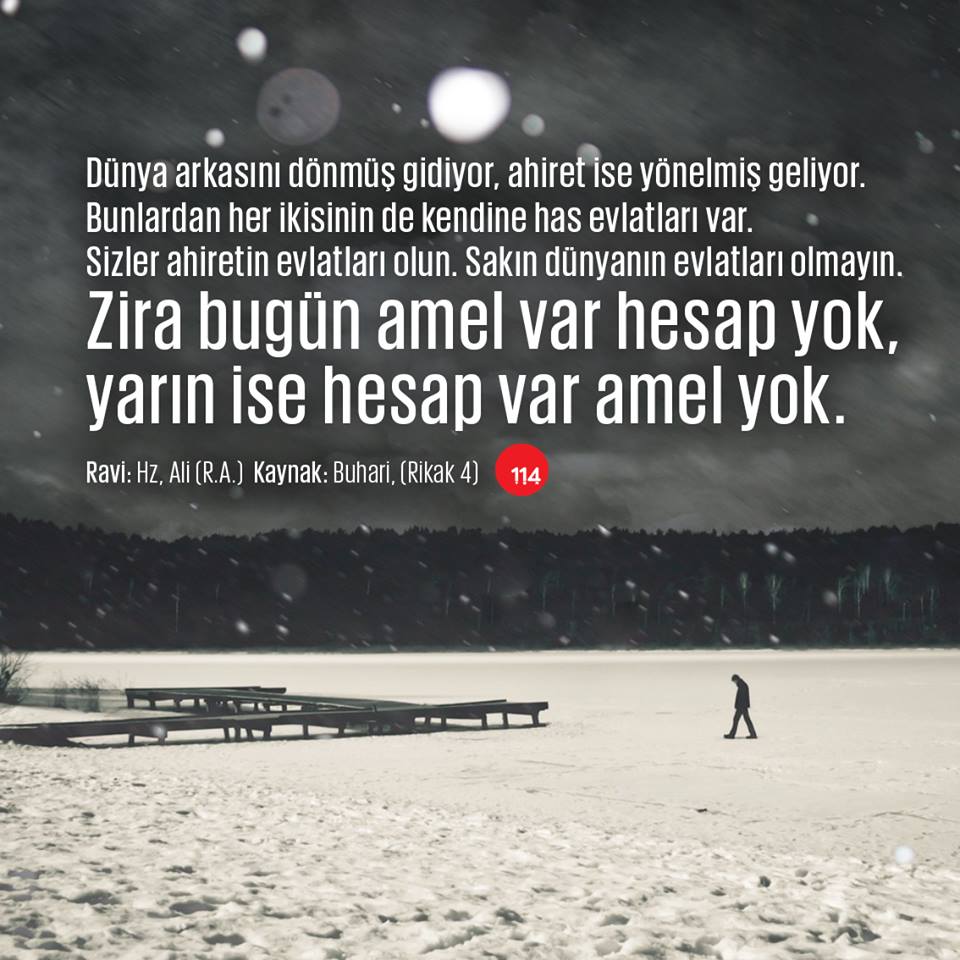 Dünya arkasını dönmüş gidiyor, ahiret ise yönelmiş geliyor.
Bunlardan her ikisinin de kendine has evlatları var.
Sizler ahiretin evlatları olun. Sakın dünyanın evlatları olmayın.
Zira bugün amel var hesap yok,
yarın ise hesap var amel yok.
Ravi: Hz, Ali (R.A.) Kaynak: Buhari, (Rikak 4) 114